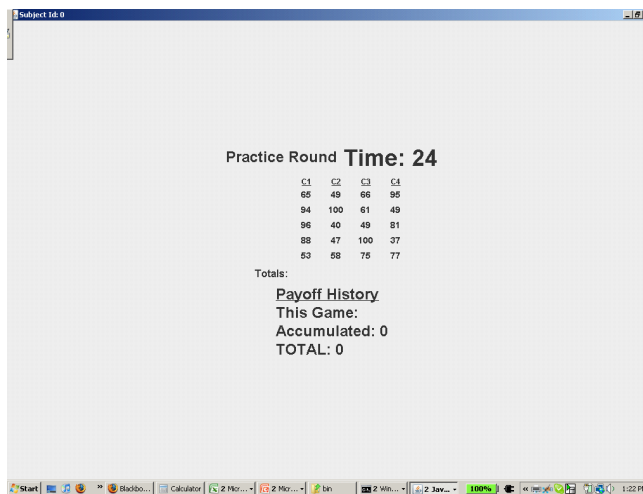 Subject Id: 0
Practice Round Time: 24
C1 C2 C3 C4
65 49 66 95
94 100 61 49
96 40 49 81
88 47 100 37
53 58 75 77
Totals:
Payoff History
This Game:
Accumulated: 0
TOTAL: 0
Start » Blackbo... Calculator 2 Micr... 2 Micr... bin 2 Win... 2 Jav... 100% « 1:22 PM